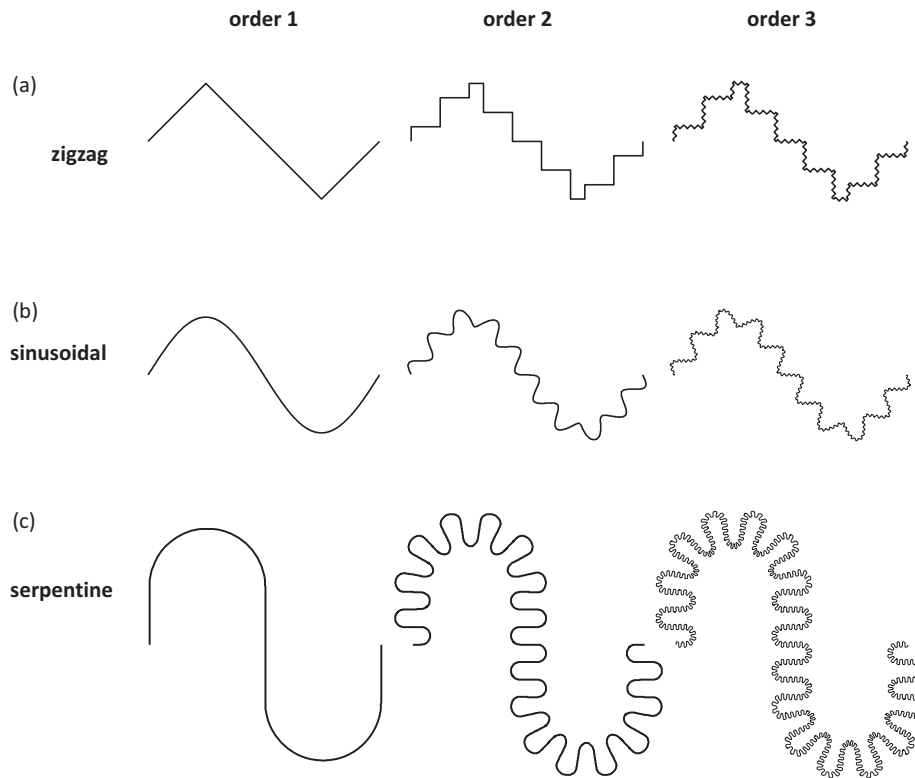 order 1 order 2 order 3
(a)
zigzag
(b)
sinusoidal
(c)
serpentine